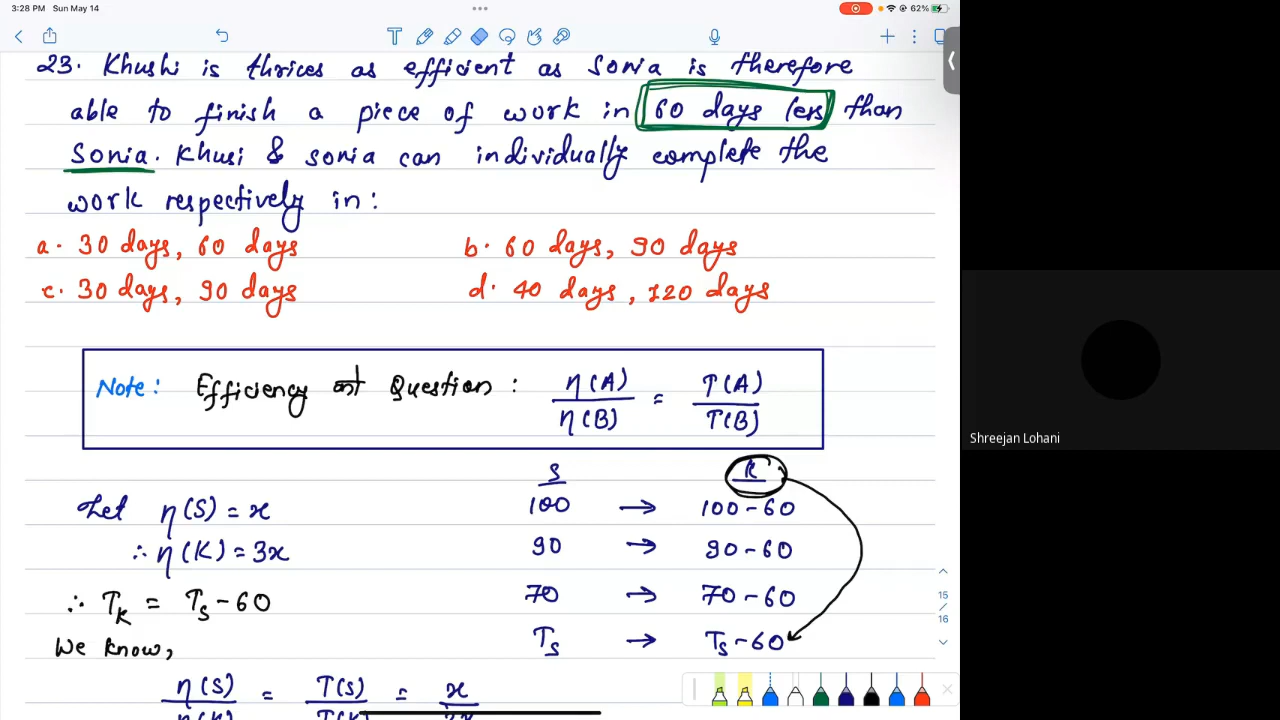 3:28 PM Sun May 14
62%
23. Khushi is thrices as efficient as Sonia is therefore
able to finish a piece of work in 60 days less than
Sonia. Khusi & sonia can individually complete the
work respectively in:
a. 30 days, 60 days b. 60 days, 90 days
c. 30 days, 90 days d. 40 days, 120 days
Note: Efficiency Question: η(A)/η(B) = T(A)/T(B)
S K
Let η(S) = x 100 → 100-60
∴ η(K) = 3x 90 → 90-60
∴ T_K = T_S - 60 70 → 70-60
We know, T_S → T_S-60
η(S) = T(S) = x
15
/
16
Shreejan Lohani